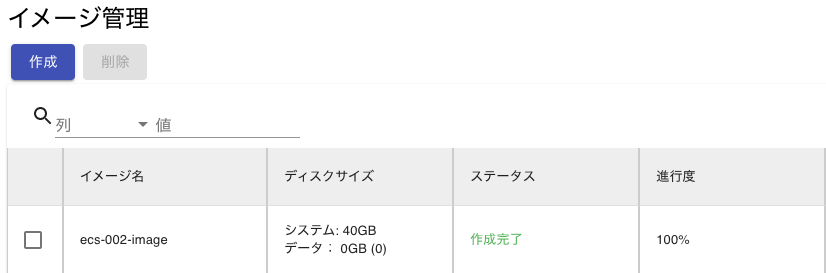 イメージ管理
作成 削除
列 値
イメージ名 ディスクサイズ ステータス 進行度
ecs-002-image システム: 40GB データ： 0GB (0) 作成完了 100%